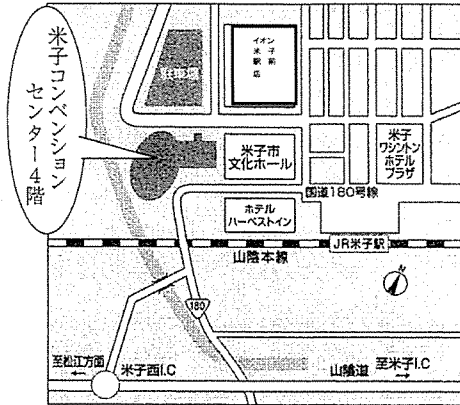 米子コンベンション
センター4階
駐車場
イオン
米子
駅前
店
米子市
文化ホール
米子
ワシントン
ホテル
プラザ
国道180号線
ホテル
ハーベストイン
JR米子駅
山陰本線
N
180
至松江方面
←
米子西I.C
山陰道
至米子I.C
→